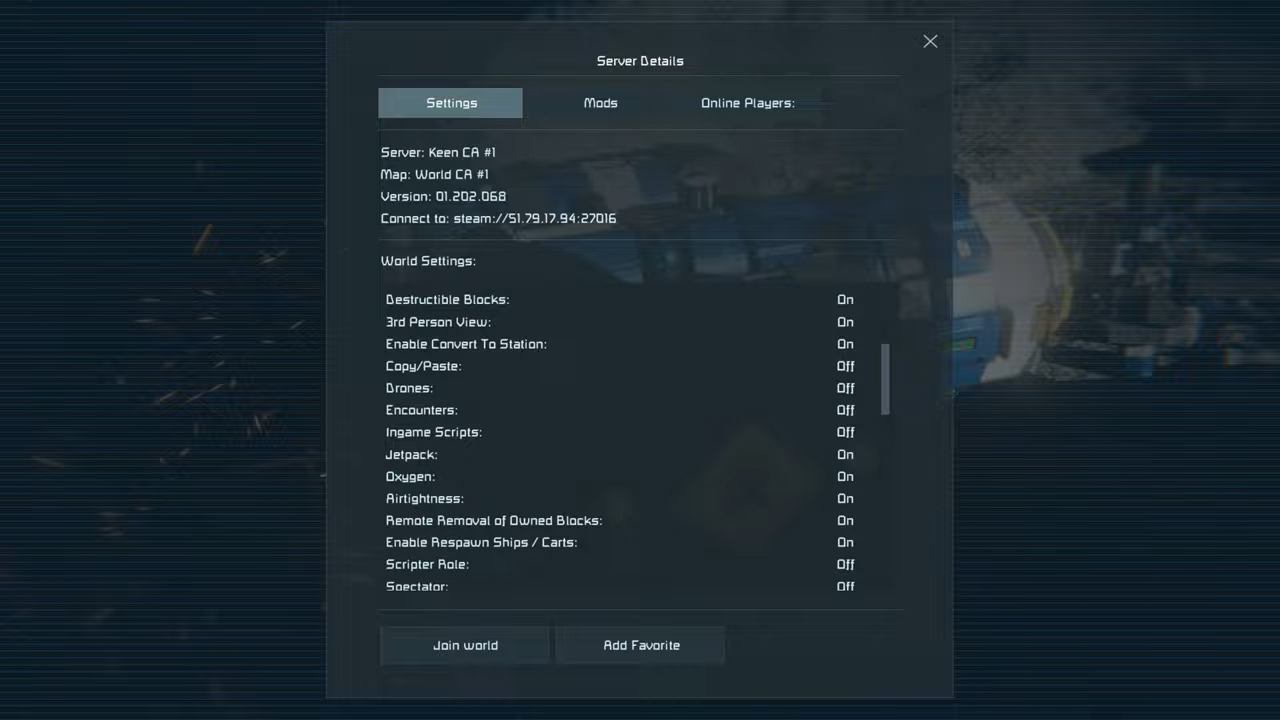 Server Details
Settings Mods Online Players:
Server: Keen CA #1
Map: World CA #1
Version: 01.202.068
Connect to: steam://51.79.17.94:27016
World Settings:
Destructible Blocks: On
3rd Person View: On
Enable Convert To Station: On
Copy/Paste: Off
Drones: Off
Encounters: Off
Ingame Scripts: Off
Jetpack: On
Oxygen: On
Airtightness: On
Remote Removal of Owned Blocks: On
Enable Respawn Ships / Carts: On
Scripter Role: Off
Spectator: Off
Join world Add Favorite